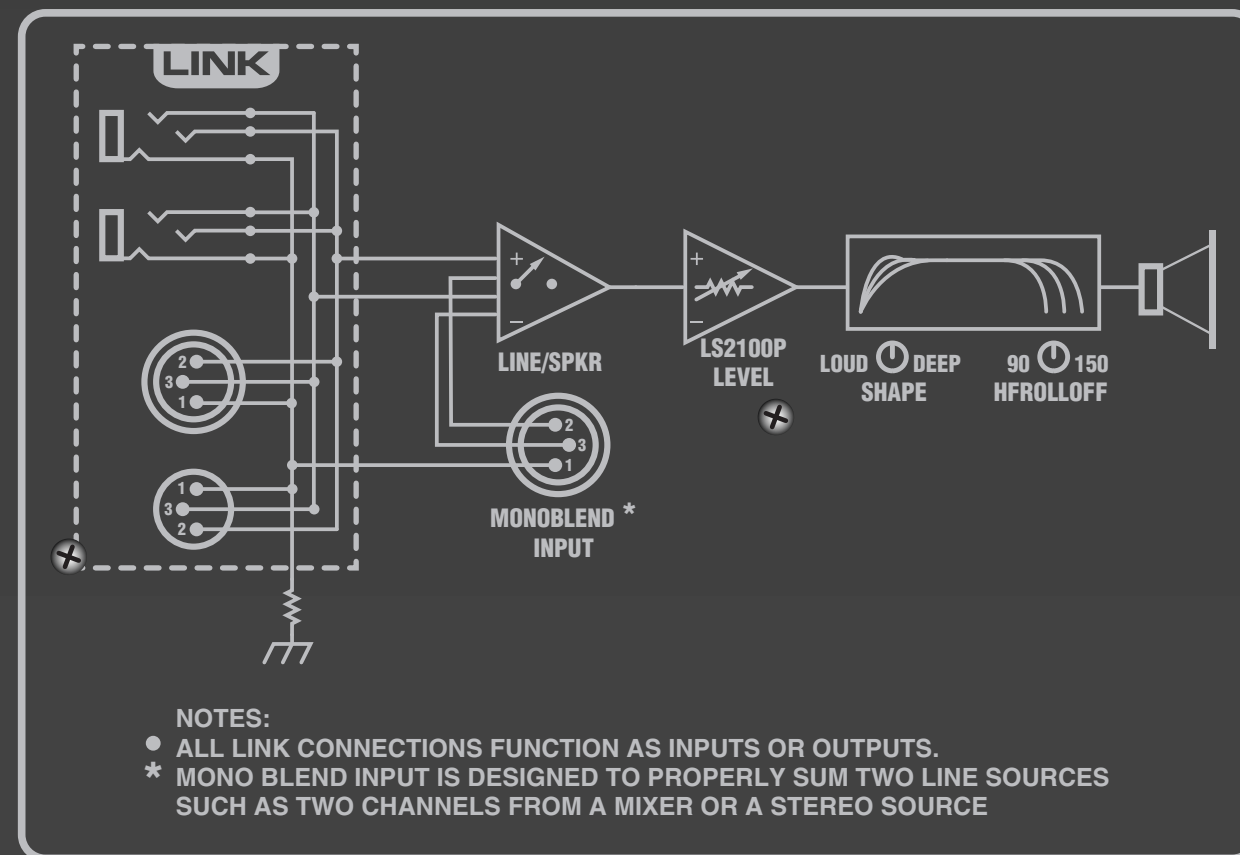 LINK
+
−
LINE/SPKR
+
−
LS2100P
LEVEL
LOUD DEEP
SHAPE
90 150
HFROLLOFF
2
3
1
1
3
2
2
3
1
MONOBLEND *
INPUT
NOTES:
● ALL LINK CONNECTIONS FUNCTION AS INPUTS OR OUTPUTS.
* MONO BLEND INPUT IS DESIGNED TO PROPERLY SUM TWO LINE SOURCES
SUCH AS TWO CHANNELS FROM A MIXER OR A STEREO SOURCE